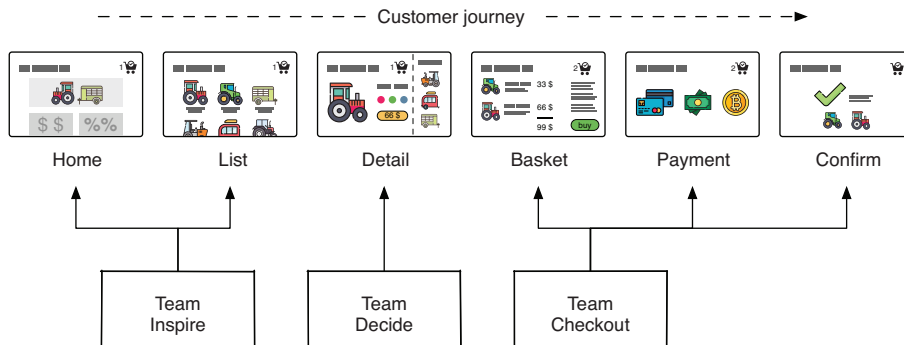 Customer journey
1
1
1
2
2
1
$ $
%%
66 $
33 $
66 $
99 $
buy
Home
List
Detail
Basket
Payment
Confirm
Team
Inspire
Team
Decide
Team
Checkout